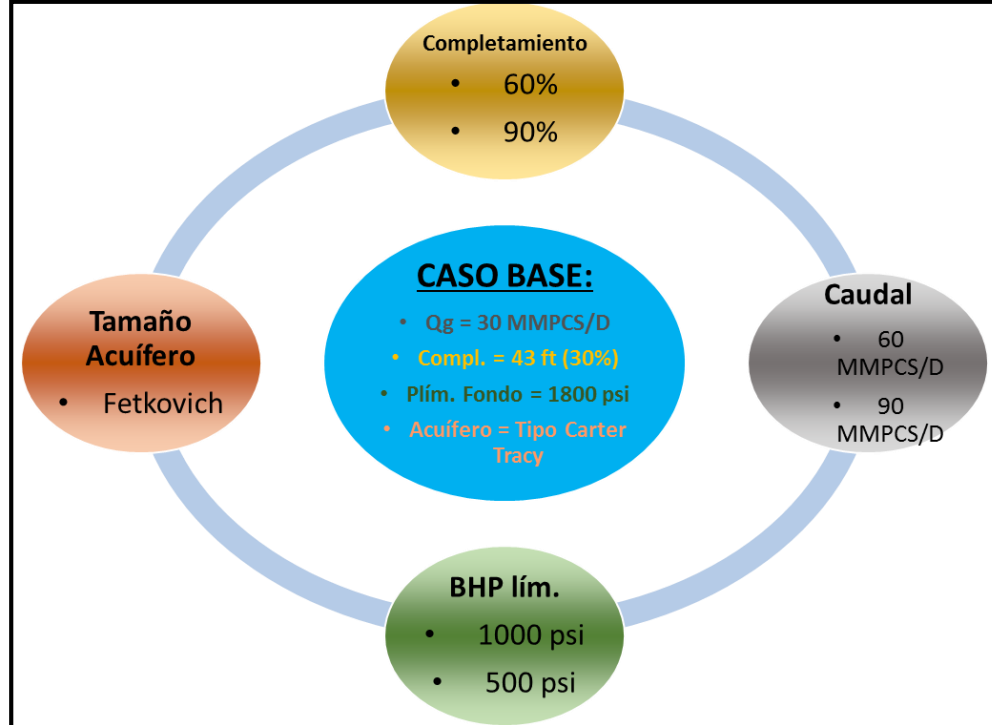 Completamiento
• 60%
• 90%
CASO BASE:
• Qg = 30 MMPCS/D
• Compl. = 43 ft (30%)
• Plím. Fondo = 1800 psi
• Acuífero = Tipo Carter
Tracy
Tamaño
Acuífero
• Fetkovich
Caudal
• 60
MMPCS/D
• 90
MMPCS/D
BHP lím.
• 1000 psi
• 500 psi